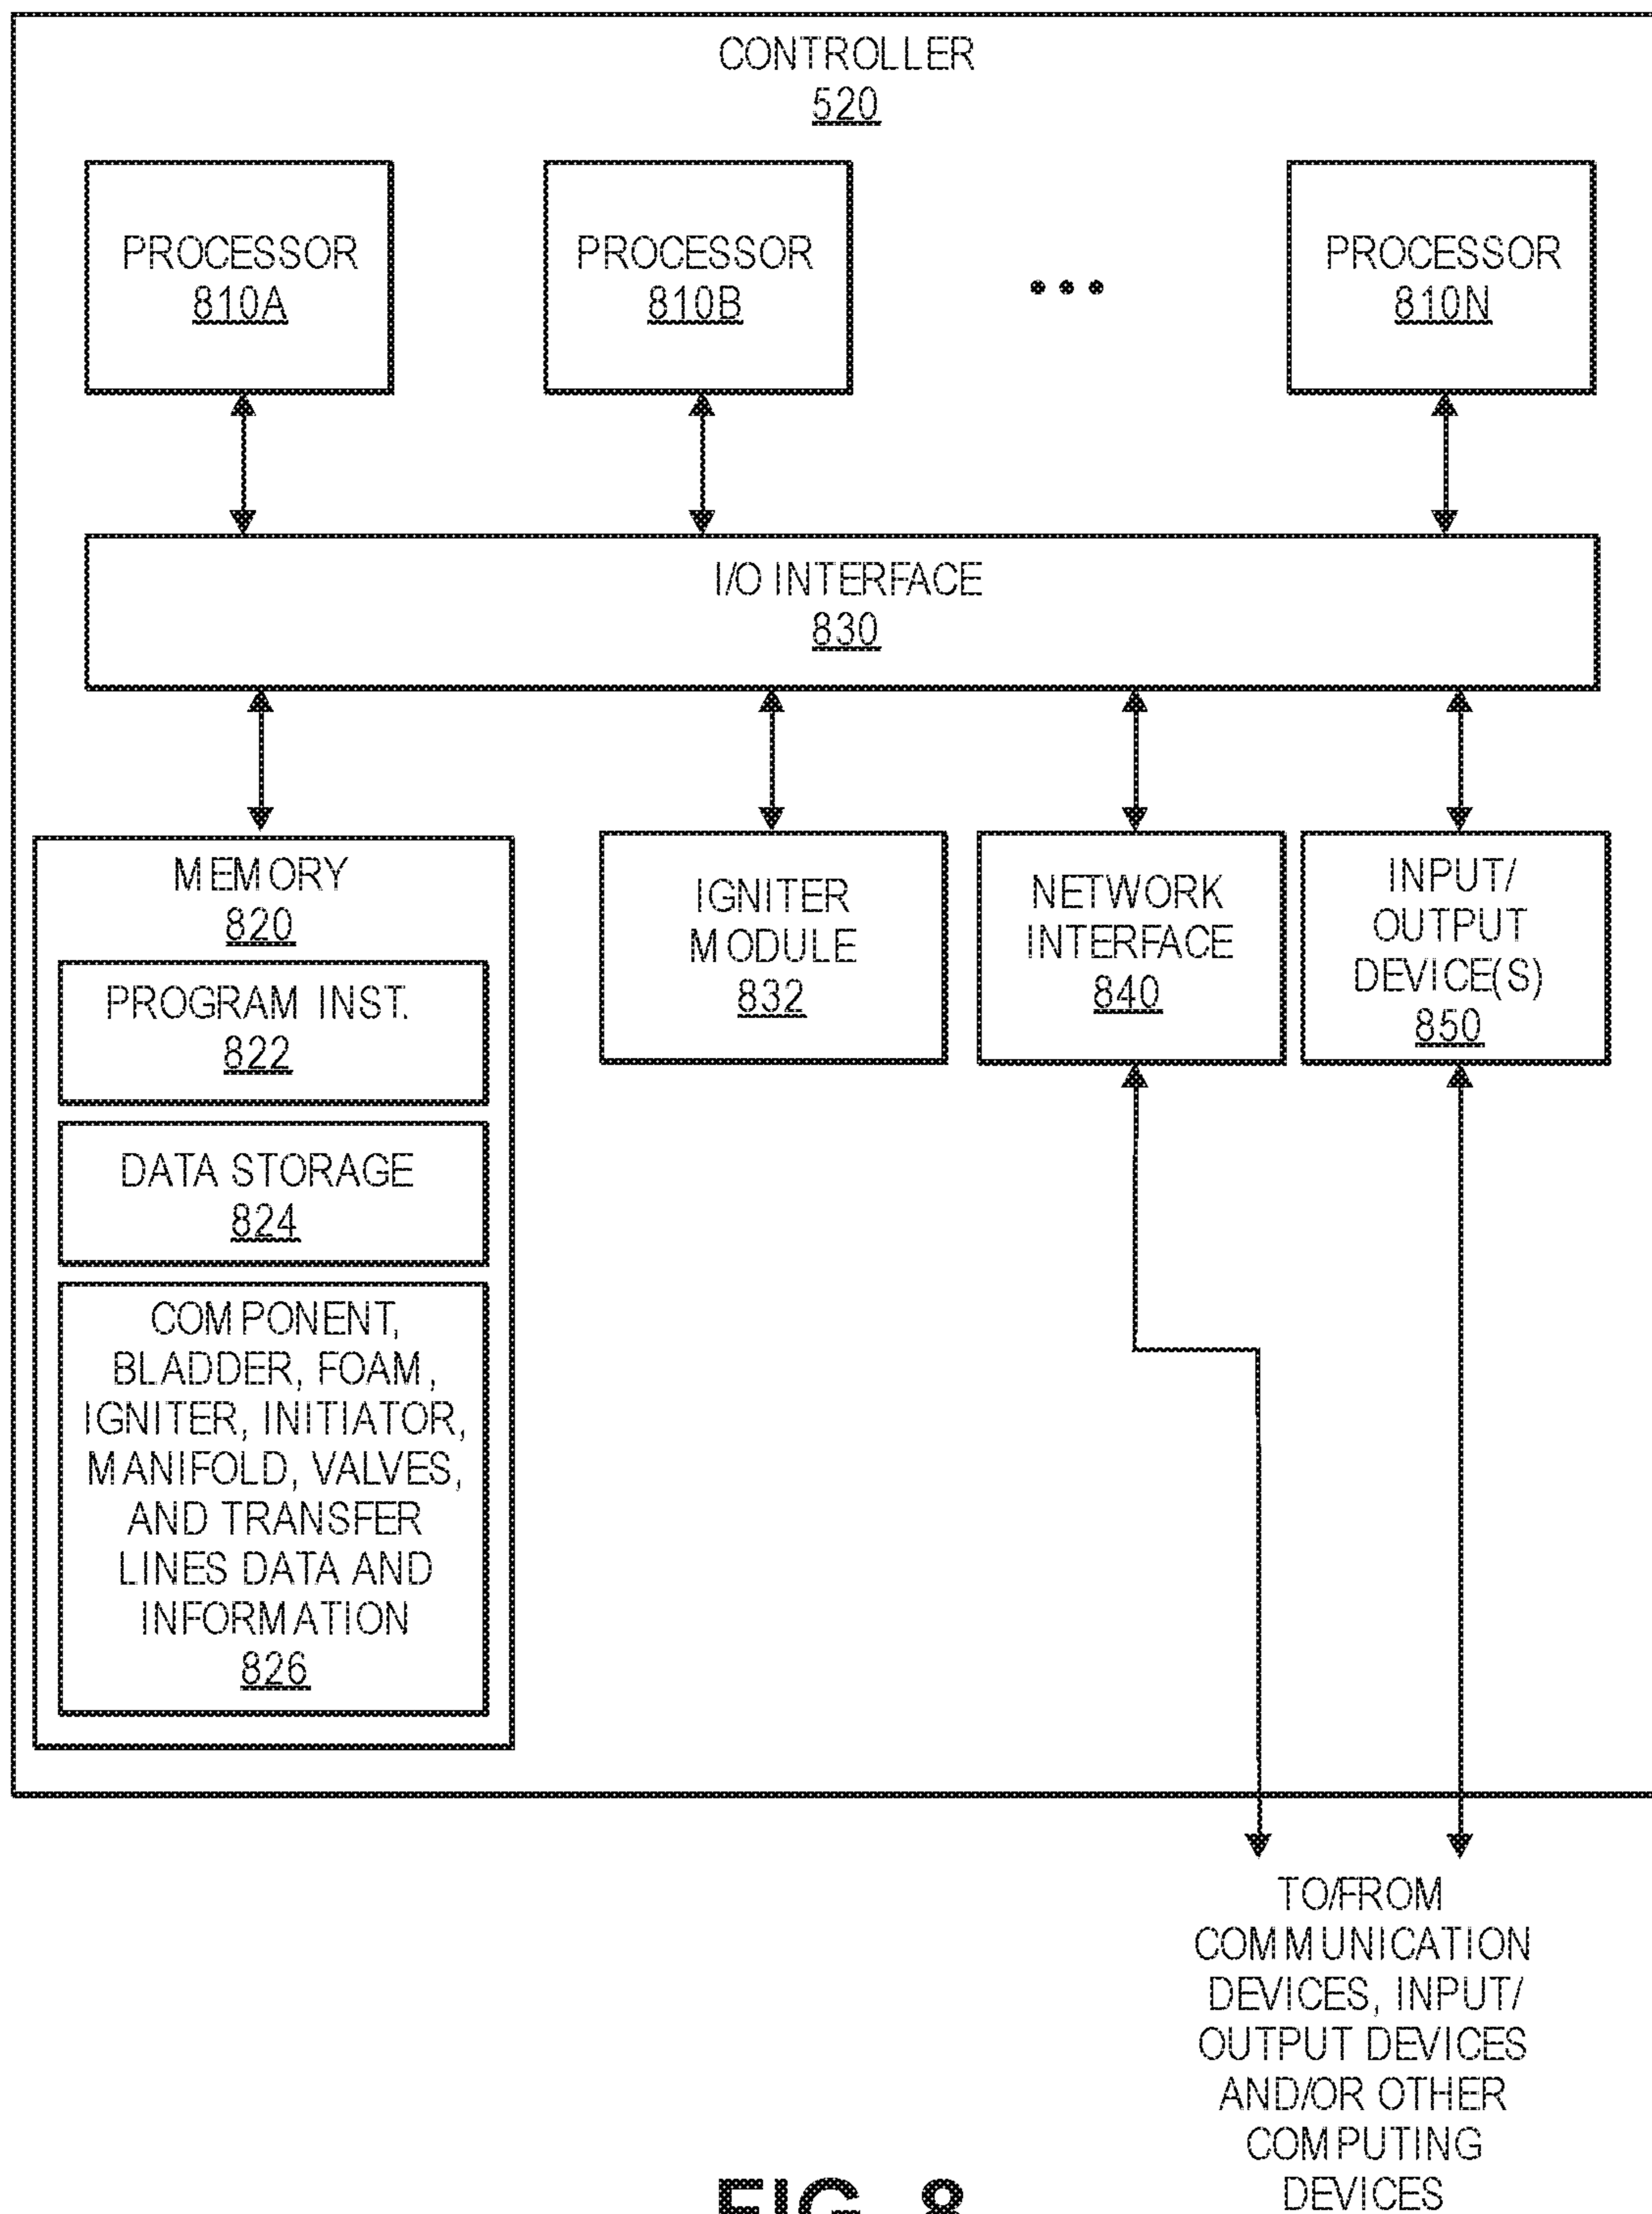 CONTROLLER
520
PROCESSOR
810A
PROCESSOR
810B
PROCESSOR
810N
I/O INTERFACE
830
MEMORY
820
PROGRAM INST.
822
DATA STORAGE
824
COMPONENT,
BLADDER, FOAM,
IGNITER, INITIATOR,
MANIFOLD, VALVES,
AND TRANSFER
LINES DATA AND
INFORMATION
826
IGNITER
MODULE
832
NETWORK
INTERFACE
840
INPUT/
OUTPUT
DEVICE(S)
850
TO/FROM
COMMUNICATION
DEVICES, INPUT/
OUTPUT DEVICES
AND/OR OTHER
COMPUTING
DEVICES
FIG. 8